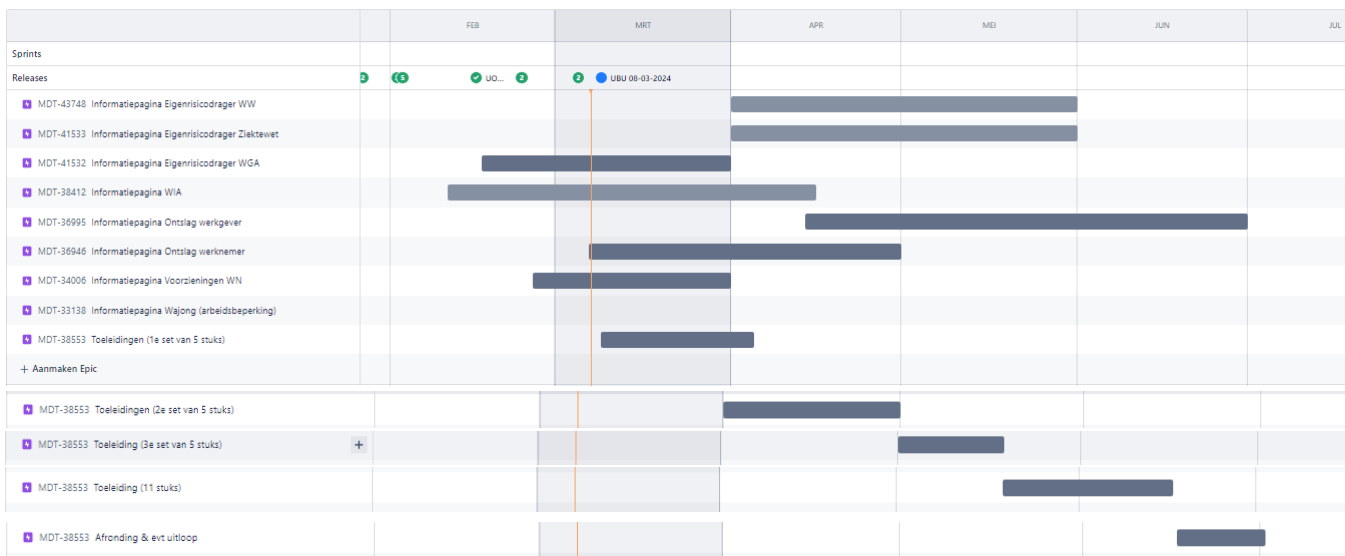 FEB MRT APR MEI JUN JUL
Sprints
Releases 2 5 UO... 2 2 UBU 08-03-2024
MDT-43748 Informatiepagina Eigenrisicodrager WW
MDT-41533 Informatiepagina Eigenrisicodrager Ziektewet
MDT-41532 Informatiepagina Eigenrisicodrager WGA
MDT-38412 Informatiepagina WIA
MDT-36995 Informatiepagina Ontslag werkgever
MDT-36946 Informatiepagina Ontslag werknemer
MDT-34006 Informatiepagina Voorzieningen WN
MDT-33138 Informatiepagina Wajong (arbeidsbeperking)
MDT-38553 Toeleidingen (1e set van 5 stuks)
+ Aanmaken Epic
MDT-38553 Toeleidingen (2e set van 5 stuks)
MDT-38553 Toeleiding (3e set van 5 stuks) +
MDT-38553 Toeleiding (11 stuks)
MDT-38553 Afronding & evt uitloop